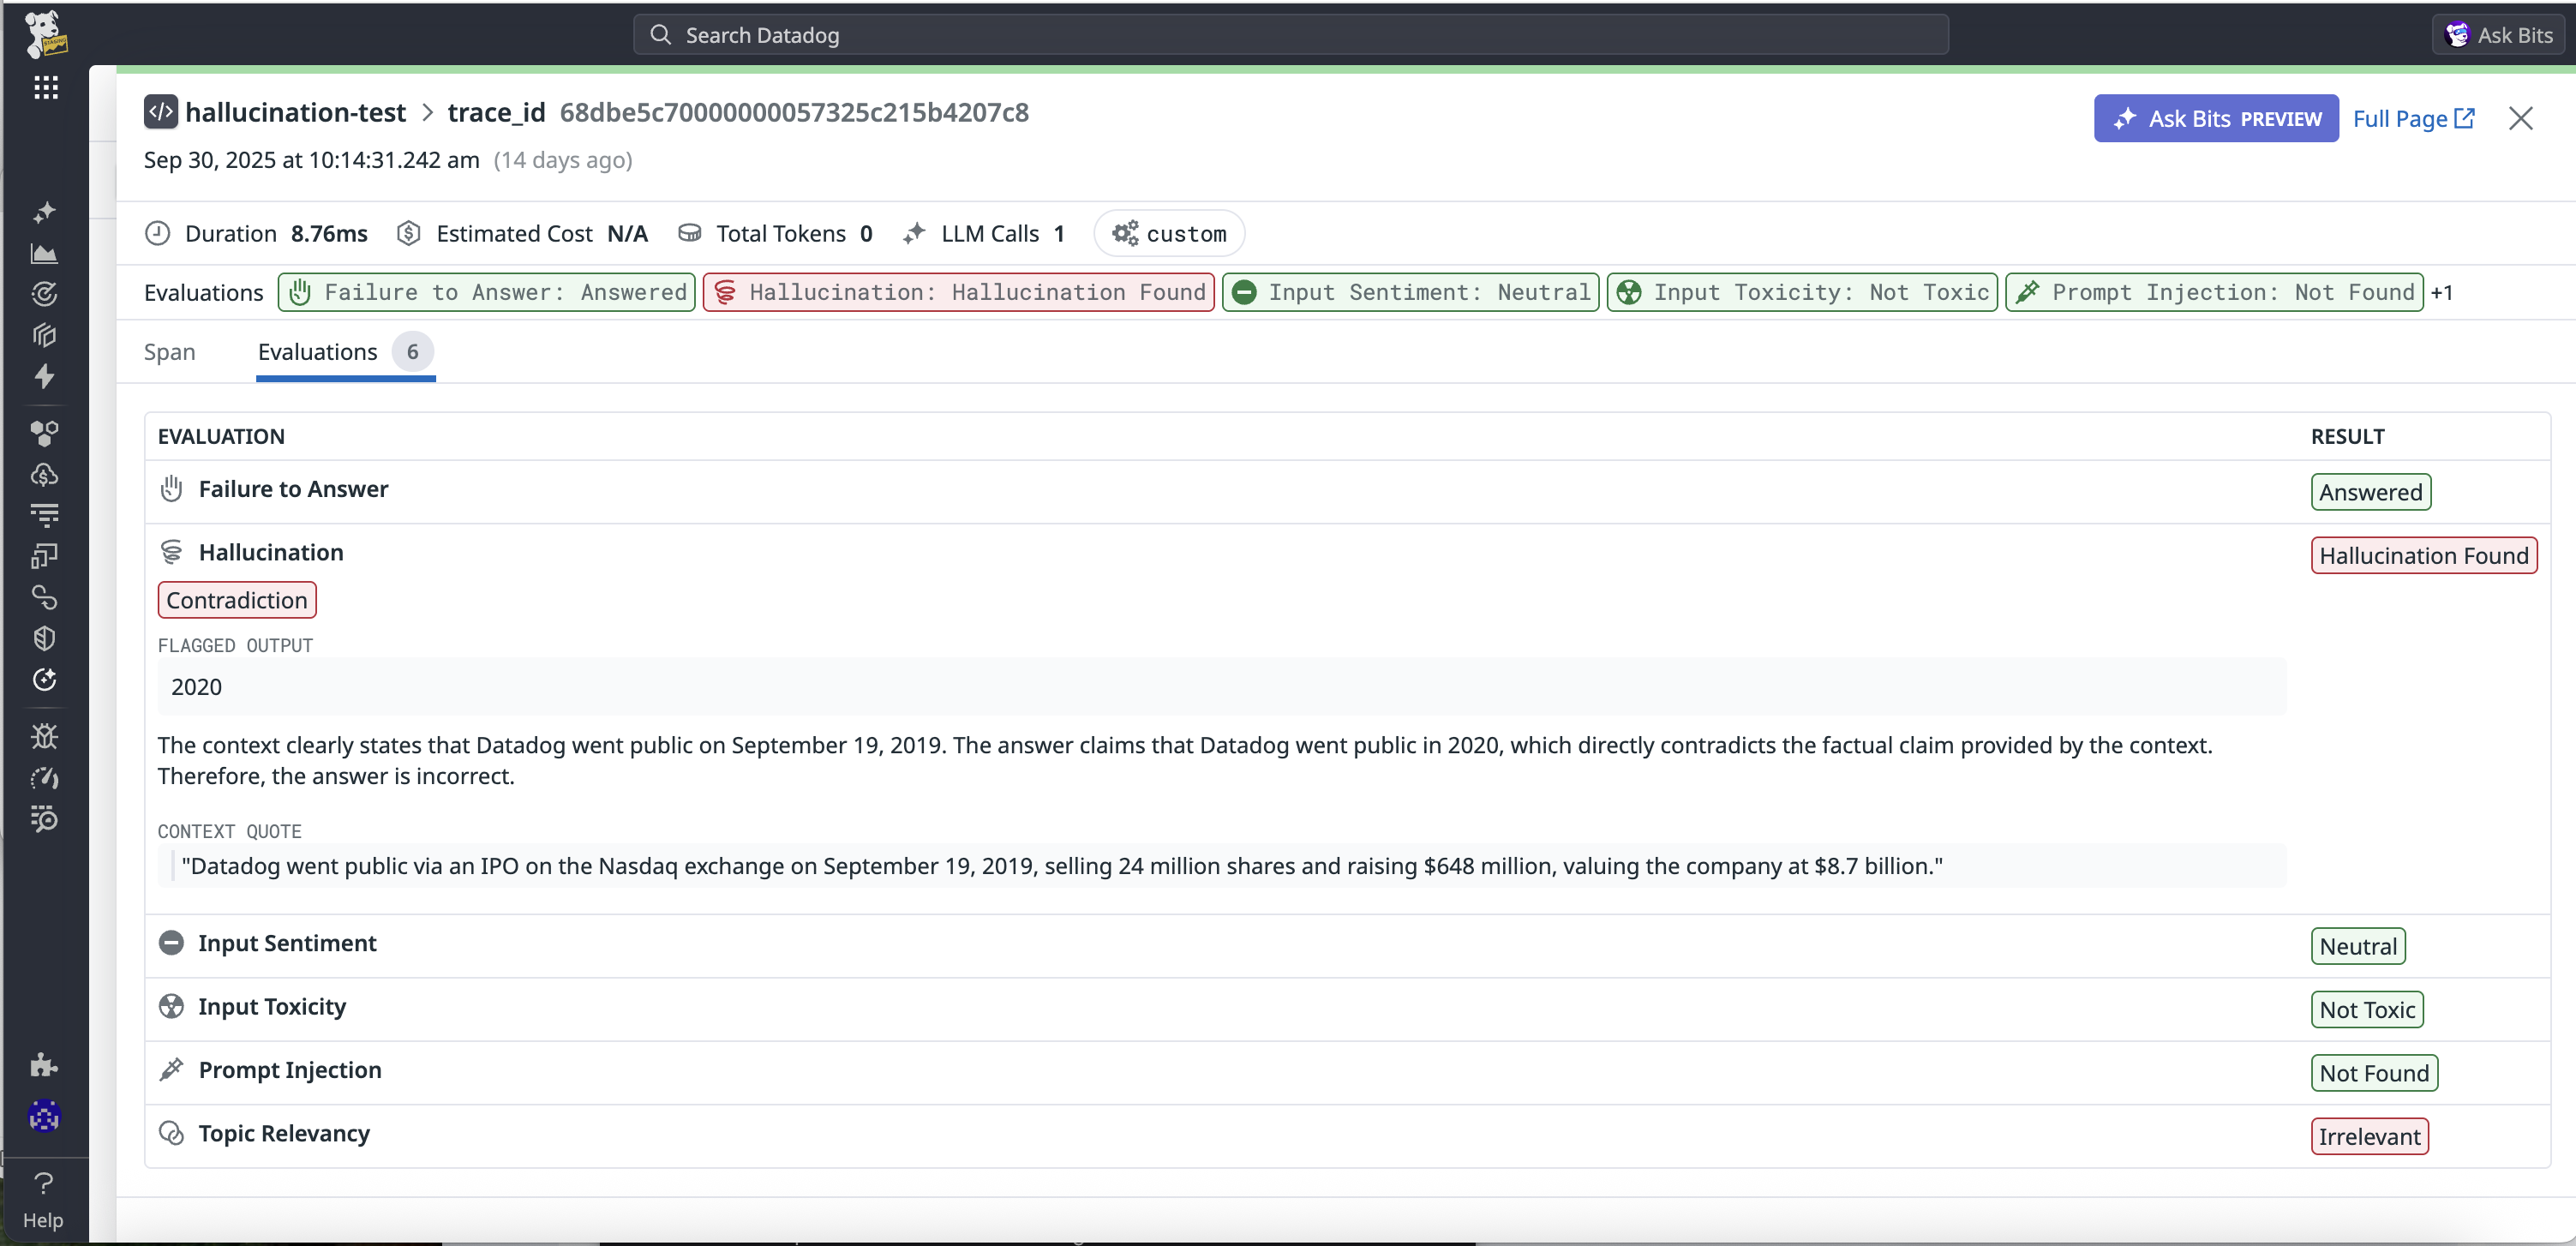 STAGING
Search Datadog
Ask Bits
hallucination-test > trace_id 68dbe5c70000000057325c215b4207c8
Ask Bits PREVIEW
Full Page
Sep 30, 2025 at 10:14:31.242 am (14 days ago)
Duration 8.76ms Estimated Cost N/A Total Tokens 0 LLM Calls 1 custom
Evaluations Failure to Answer: Answered Hallucination: Hallucination Found Input Sentiment: Neutral Input Toxicity: Not Toxic Prompt Injection: Not Found +1
Span Evaluations 6
EVALUATION RESULT
Failure to Answer Answered
Hallucination Hallucination Found
Contradiction
FLAGGED OUTPUT
2020
The context clearly states that Datadog went public on September 19, 2019. The answer claims that Datadog went public in 2020, which directly contradicts the factual claim provided by the context.
Therefore, the answer is incorrect.
CONTEXT QUOTE
"Datadog went public via an IPO on the Nasdaq exchange on September 19, 2019, selling 24 million shares and raising $648 million, valuing the company at $8.7 billion."
Input Sentiment Neutral
Input Toxicity Not Toxic
Prompt Injection Not Found
Topic Relevancy Irrelevant
Help